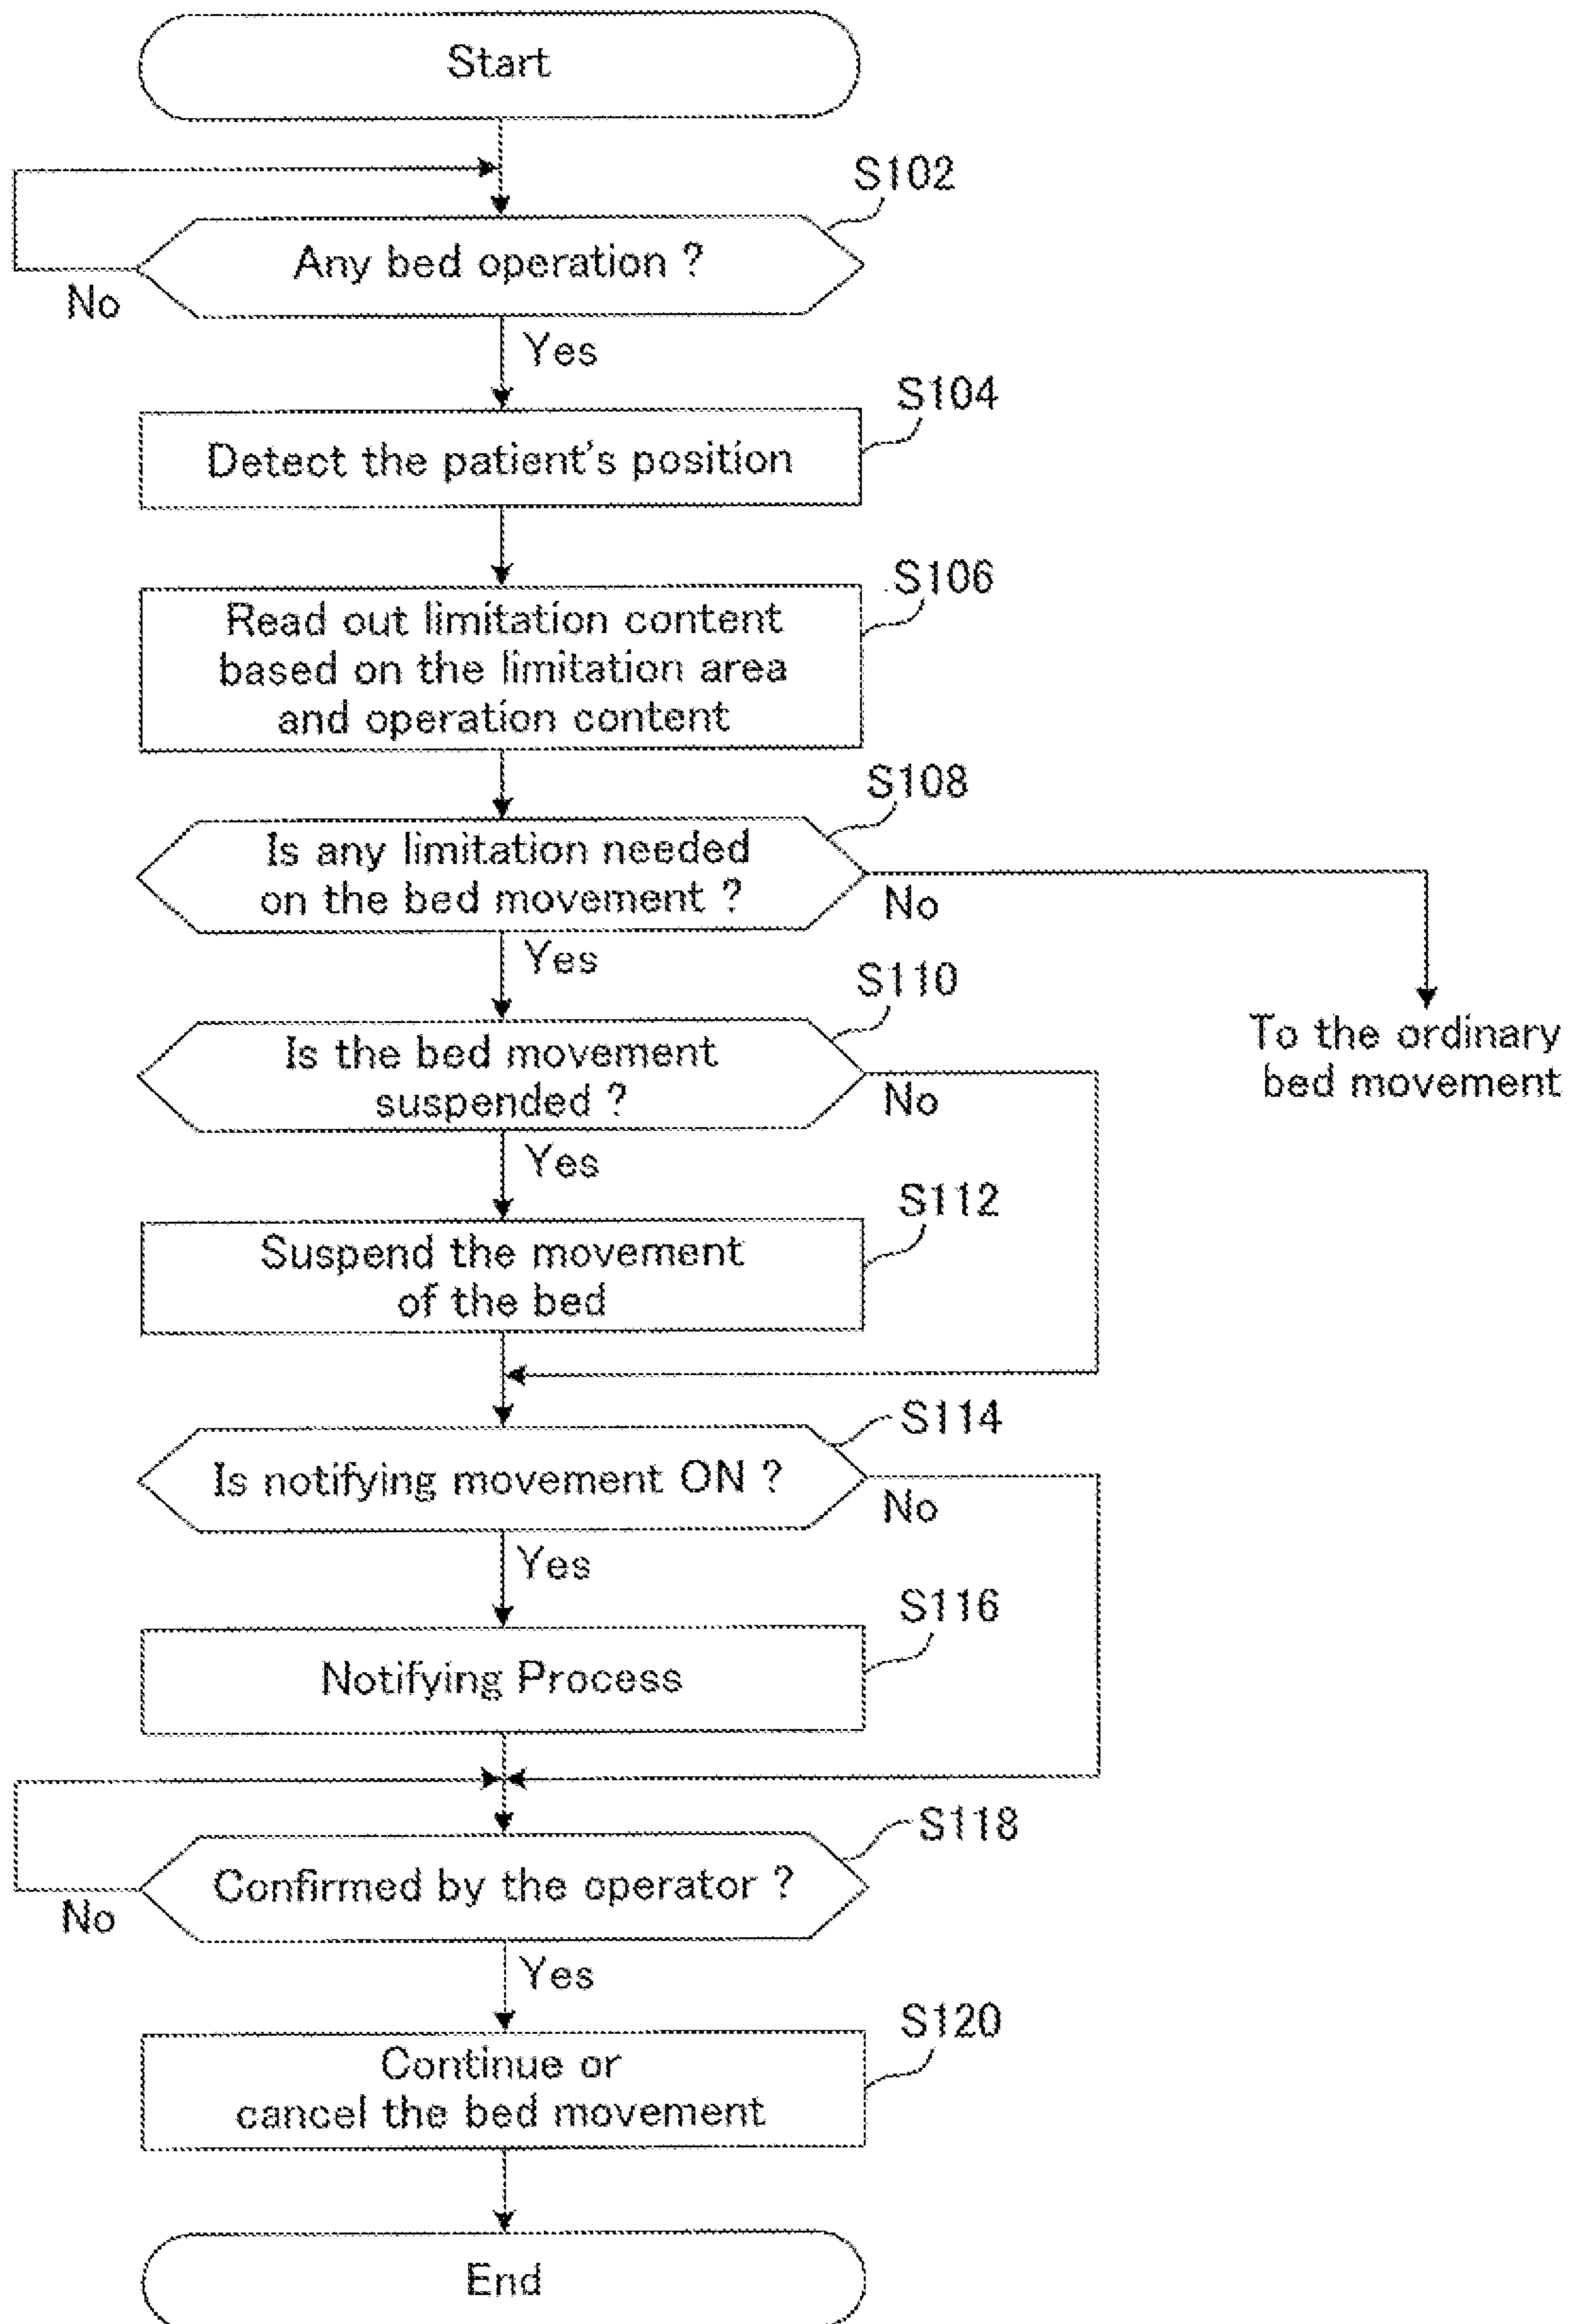 Start
S102
Any bed operation ?
No
Yes
S104
Detect the patient's position
S106
Read out limitation content
based on the limitation area
and operation content
S108
Is any limitation needed
on the bed movement ?
No
Yes
S110
To the ordinary
bed movement
Is the bed movement
suspended ?
No
Yes
S112
Suspend the movement
of the bed
S114
Is notifying movement ON ?
No
Yes
S116
Notifying Process
S118
Confirmed by the operator ?
No
Yes
S120
Continue or
cancel the bed movement
End